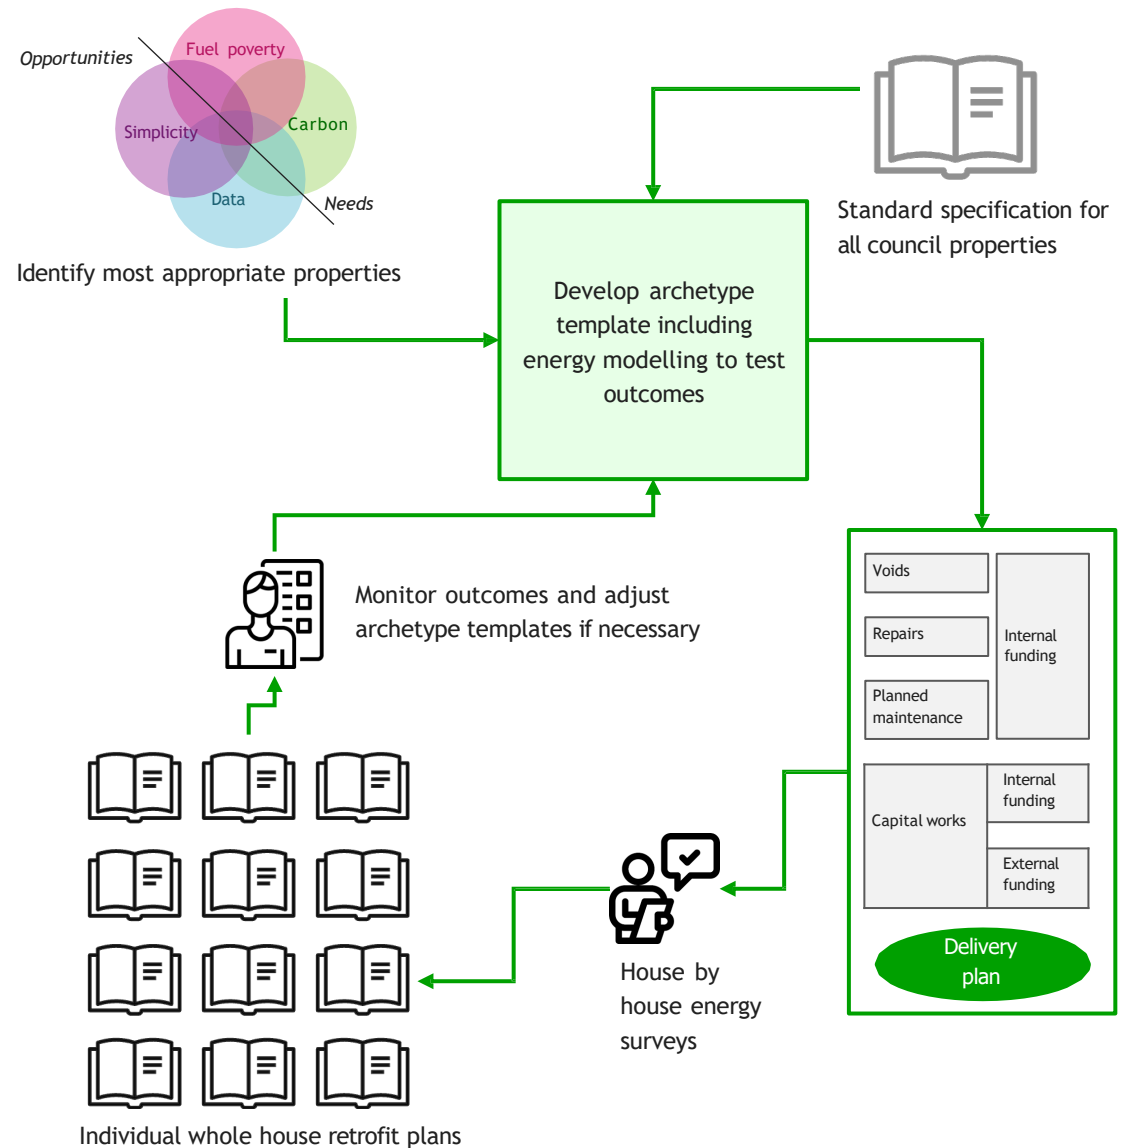 Opportunities
Fuel poverty
Simplicity
Carbon
Data
Needs
Identify most appropriate properties
Standard specification for
all council properties
Develop archetype
template including
energy modelling to test
outcomes
Monitor outcomes and adjust
archetype templates if necessary
Voids
Repairs
Planned
maintenance
Internal
funding
Capital works
Internal
funding
External
funding
Delivery
plan
House by
house energy
surveys
Individual whole house retrofit plans